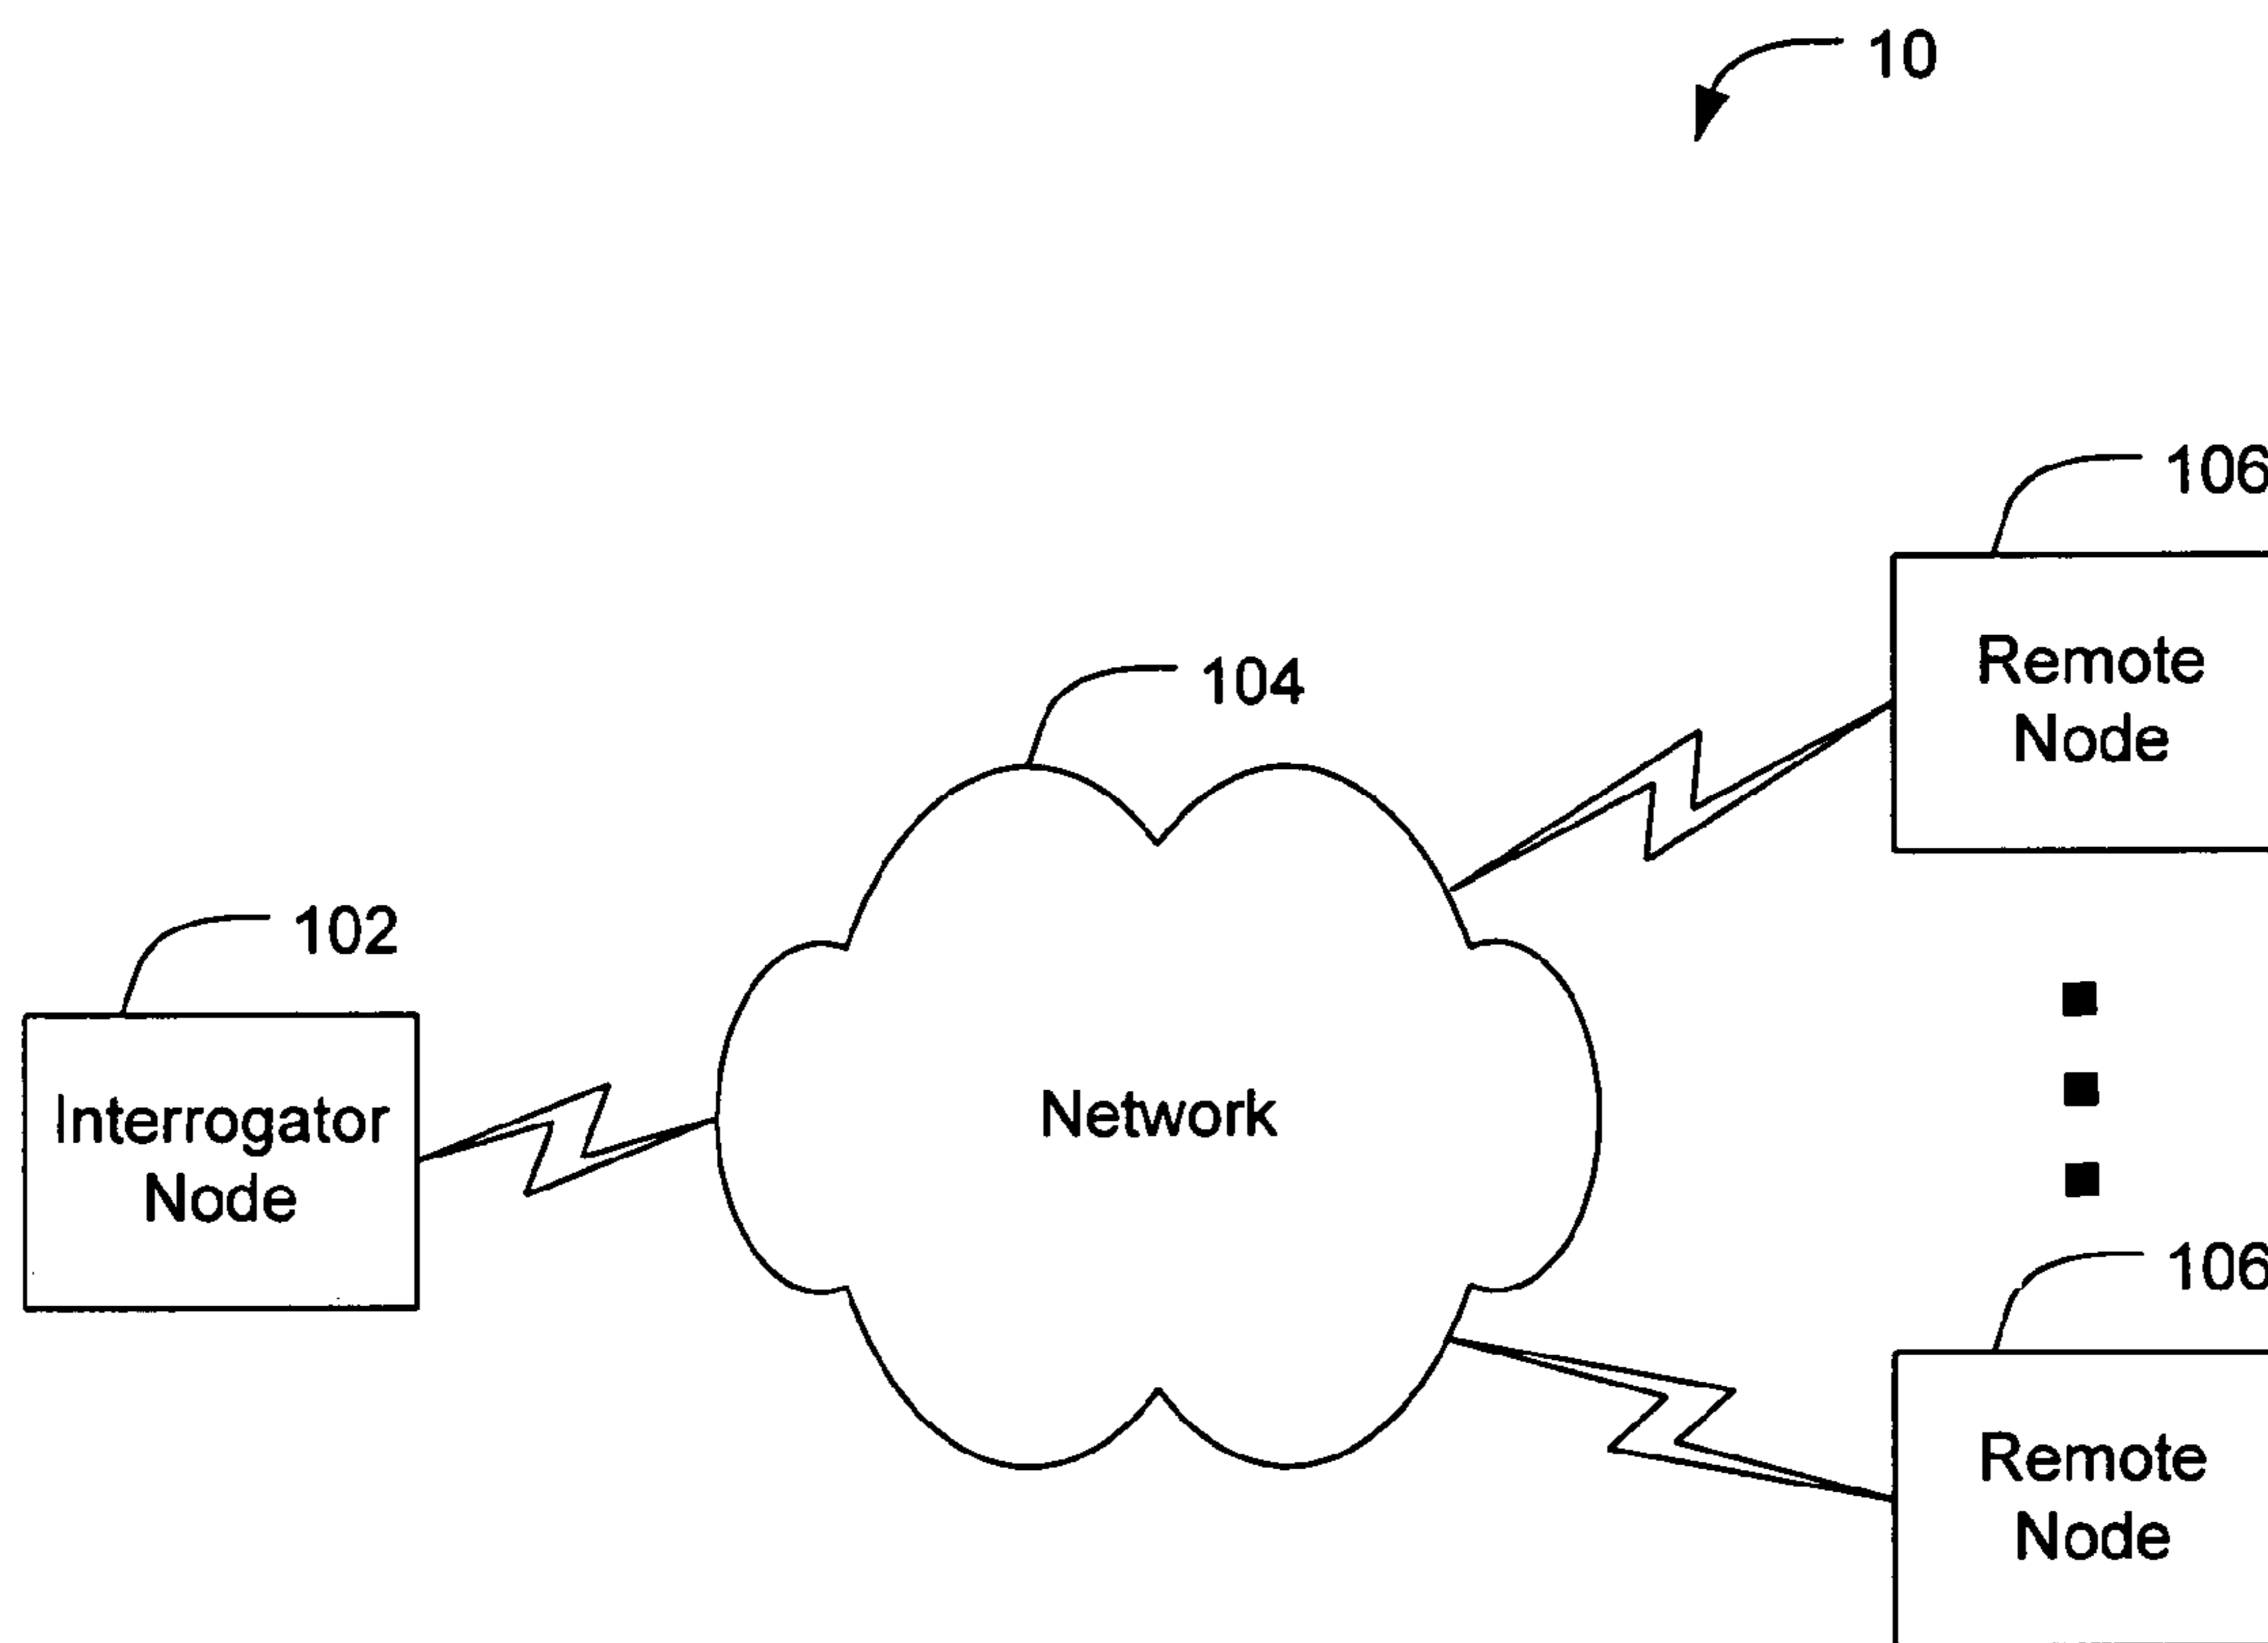 10
106
Remote
Node
104
102
Interrogator
Node
Network
106
Remote
Node